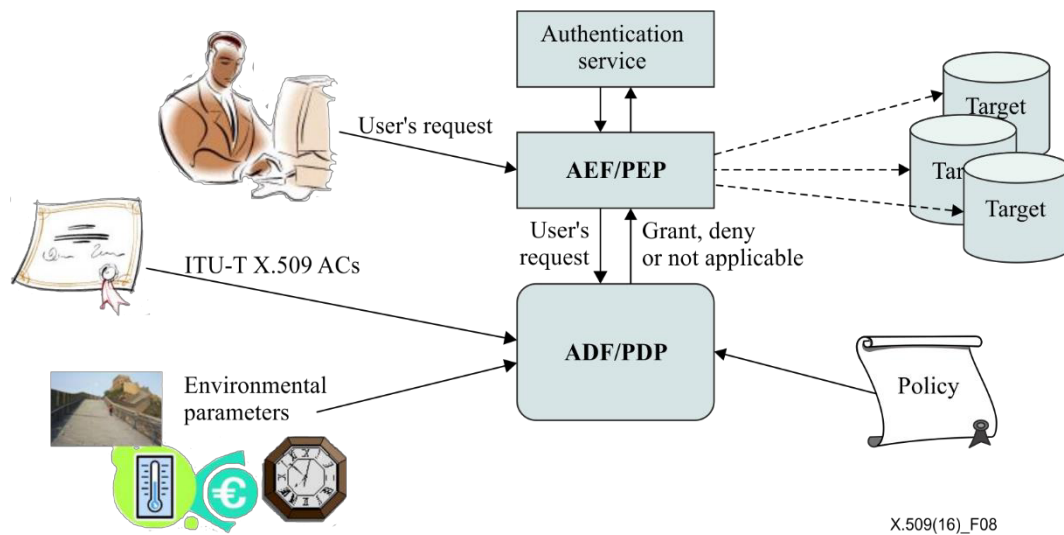 Authentication
service
User's request
AEF/PEP
Target
Target
Target
User's
request
Grant, deny
or not applicable
ITU-T X.509 ACs
ADF/PDP
Environmental
parameters
Policy
X.509(16)_F08